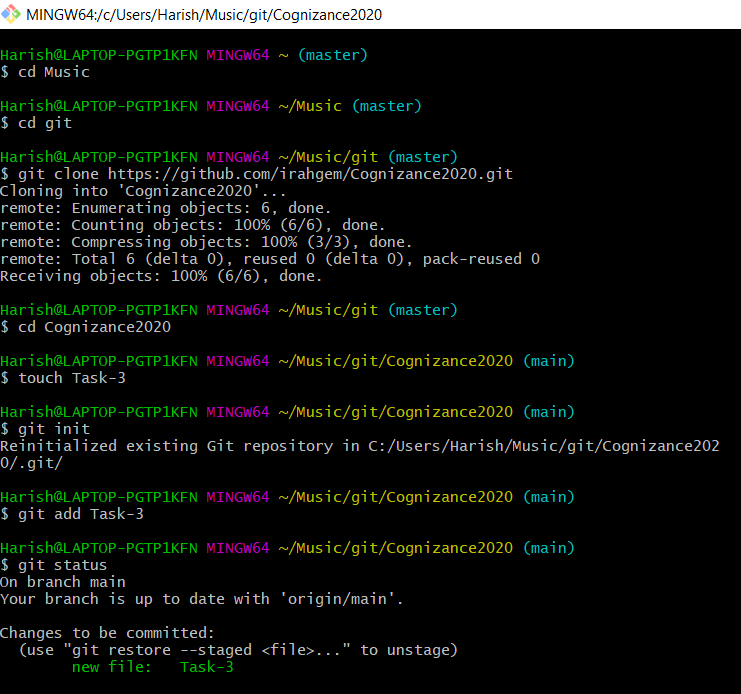 MINGW64:/c/Users/Harish/Music/git/Cognizance2020
Harish@LAPTOP-PGTP1KFN MINGW64 ~ (master)
$ cd Music
Harish@LAPTOP-PGTP1KFN MINGW64 ~/Music (master)
$ cd git
Harish@LAPTOP-PGTP1KFN MINGW64 ~/Music/git (master)
$ git clone https://github.com/irahgem/Cognizance2020.git
Cloning into 'Cognizance2020'...
remote: Enumerating objects: 6, done.
remote: Counting objects: 100% (6/6), done.
remote: Compressing objects: 100% (3/3), done.
remote: Total 6 (delta 0), reused 0 (delta 0), pack-reused 0
Receiving objects: 100% (6/6), done.
Harish@LAPTOP-PGTP1KFN MINGW64 ~/Music/git (master)
$ cd Cognizance2020
Harish@LAPTOP-PGTP1KFN MINGW64 ~/Music/git/Cognizance2020 (main)
$ touch Task-3
Harish@LAPTOP-PGTP1KFN MINGW64 ~/Music/git/Cognizance2020 (main)
$ git init
Reinitialized existing Git repository in C:/Users/Harish/Music/git/Cognizance202
0/.git/
Harish@LAPTOP-PGTP1KFN MINGW64 ~/Music/git/Cognizance2020 (main)
$ git add Task-3
Harish@LAPTOP-PGTP1KFN MINGW64 ~/Music/git/Cognizance2020 (main)
$ git status
On branch main
Your branch is up to date with 'origin/main'.
Changes to be committed:
(use "git restore --staged <file>..." to unstage)
new file:   Task-3